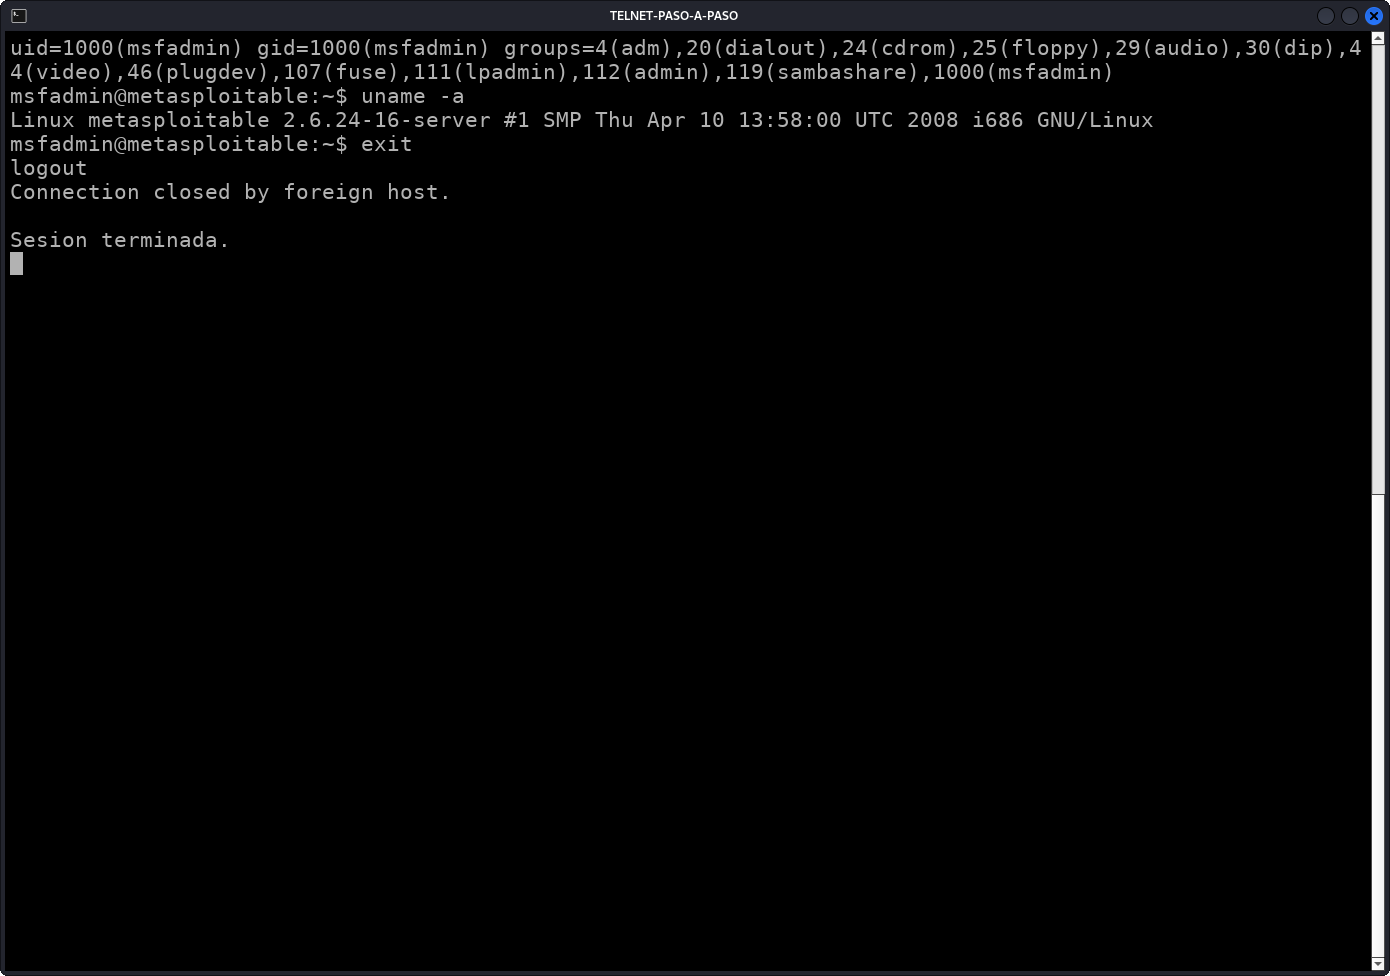 TELNET-PASO-A-PASO
uid=1000(msfadmin) gid=1000(msfadmin) groups=4(adm),20(dialout),24(cdrom),25(floppy),29(audio),30(dip),4
4(video),46(plugdev),107(fuse),111(lpadmin),112(admin),119(sambashare),1000(msfadmin)
msfadmin@metasploitable:~$ uname -a
Linux metasploitable 2.6.24-16-server #1 SMP Thu Apr 10 13:58:00 UTC 2008 i686 GNU/Linux
msfadmin@metasploitable:~$ exit
logout
Connection closed by foreign host.
Sesion terminada.